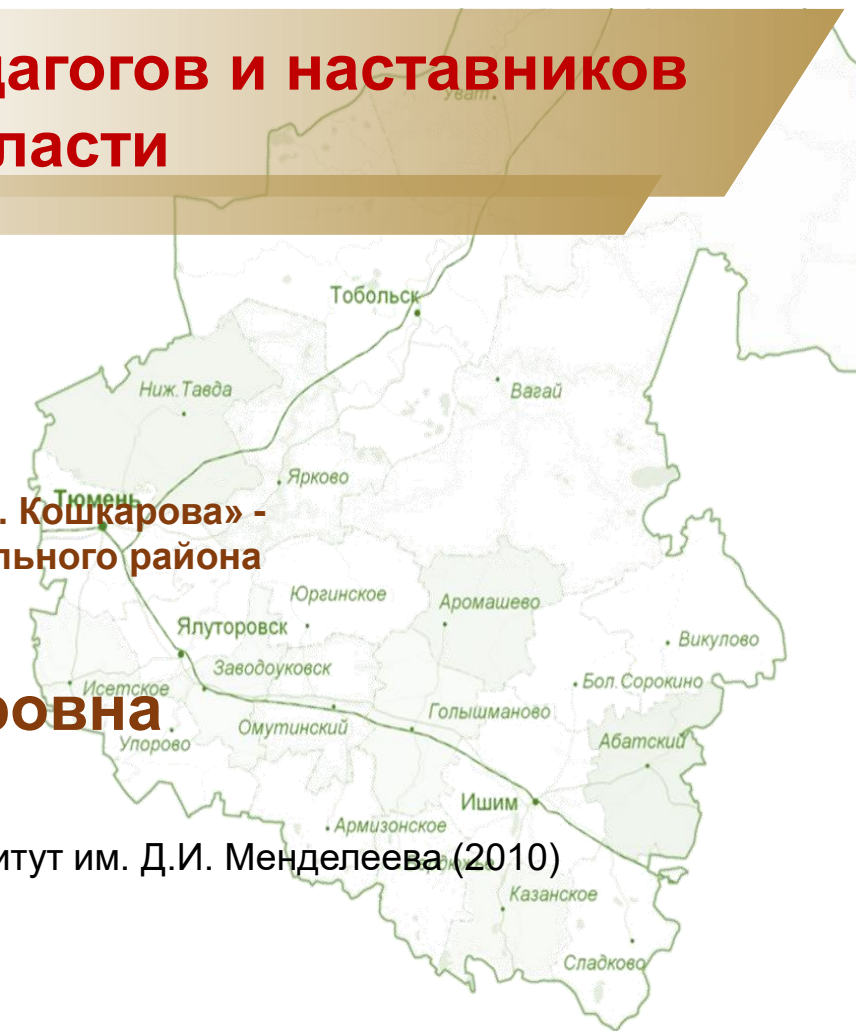 дагогов и наставников
ласти
Уват
Тобольск
Ниж.Тавда
Вагай
Ярково
Тюмень
. Кошкарова» -
льного района
Юргинское
Аромашево
Ялуторовск
Викулово
Заводоуковск
Бол.Сорокино
Исетское
ровна
Голышманово
Омутинский
Упорово
Абатский
Ишим
Армизонское
итут им. Д.И. Менделеева (2010)
Казанское
Сладково